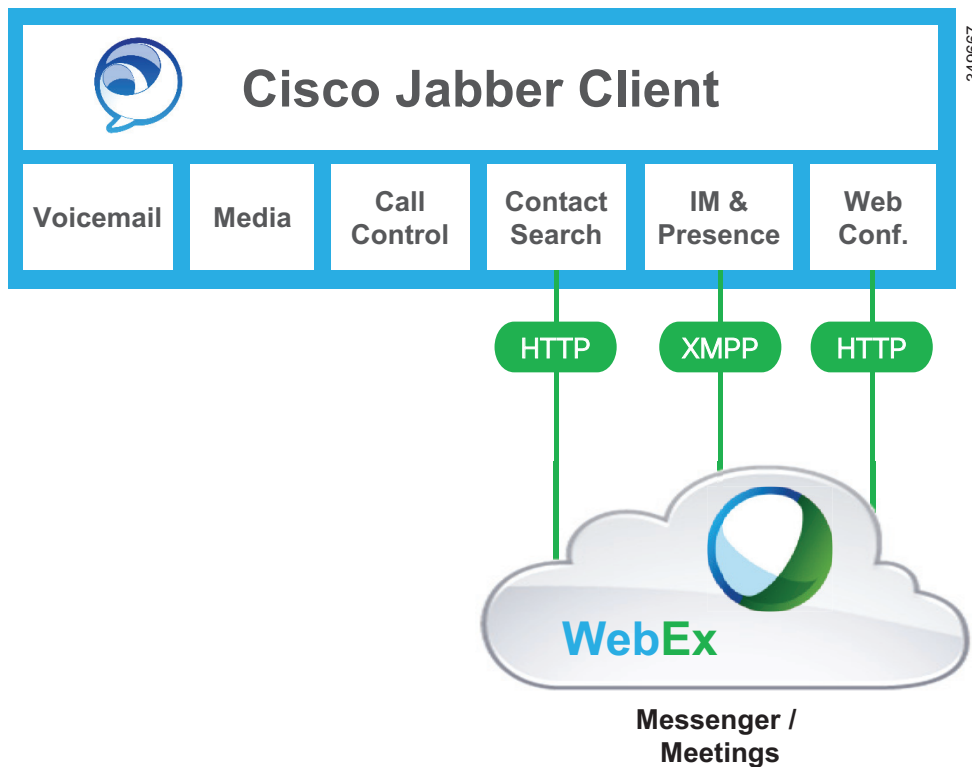 Cisco Jabber Client
349667
Voicemail
Media
Call
Control
Contact
Search
IM &
Presence
Web
Conf.
HTTP
XMPP
HTTP
WebEx
Messenger /
Meetings